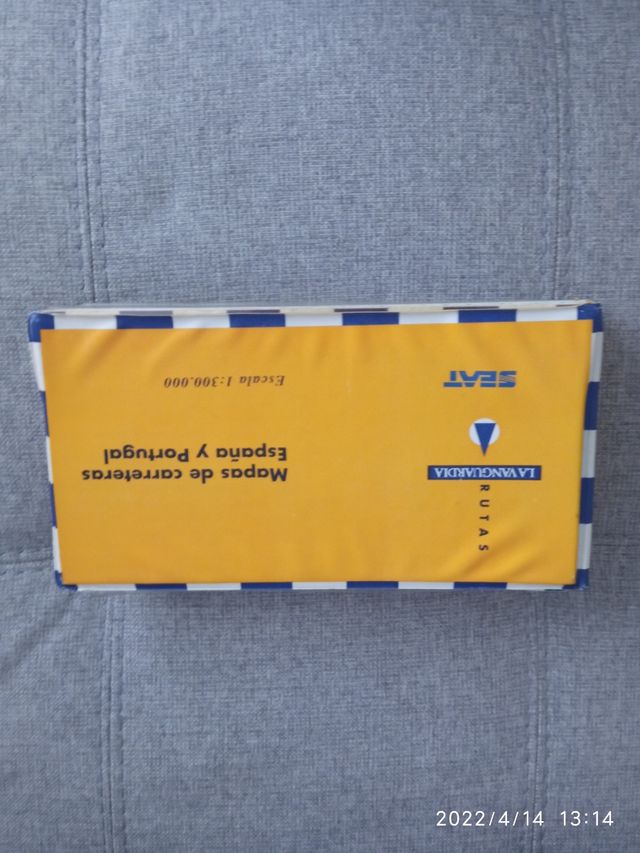 RUTAS
LA VANGUARDIA
SEAT
Mapas de carreteras
España y Portugal
Escala 1:300.000
2022/4/14 13:14